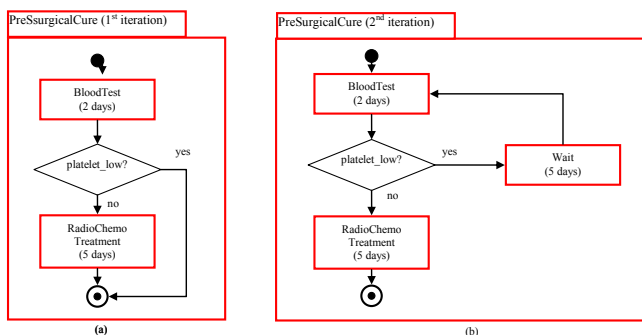 PreSsurgicalCure (1st iteration)
BloodTest
(2 days)
platelet_low?
yes
no
RadioChemo
Treatment
(5 days)
(a)
PreSurgicalCure (2nd iteration)
BloodTest
(2 days)
platelet_low?
yes
Wait
(5 days)
no
RadioChemo
Treatment
(5 days)
(b)